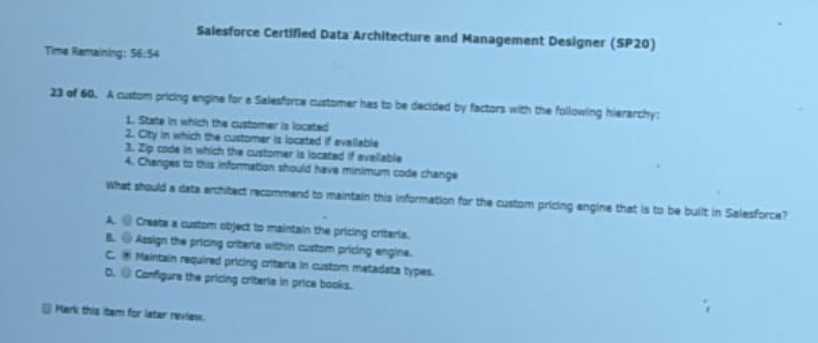 Salesforce Certified Data Architecture and Management Designer (SP20)
Time Remaining: 56:54
23 of 60. A custom pricing engine for a Salesforce customer has to be decided by factors with the following hierarchy:
1. State in which the customer is located
2. City in which the customer is located if available
3. Zip code in which the customer is located if available
4. Changes to this information should have minimum code change
What should a data architect recommend to maintain this information for the custom pricing engine that is to be built in Salesforce?
A. Create a custom object to maintain the pricing criteria.
B. Assign the pricing criteria within custom pricing engine.
C. Maintain required pricing criteria in custom metadata types.
D. Configure the pricing criteria in price books.
Mark this item for later review.